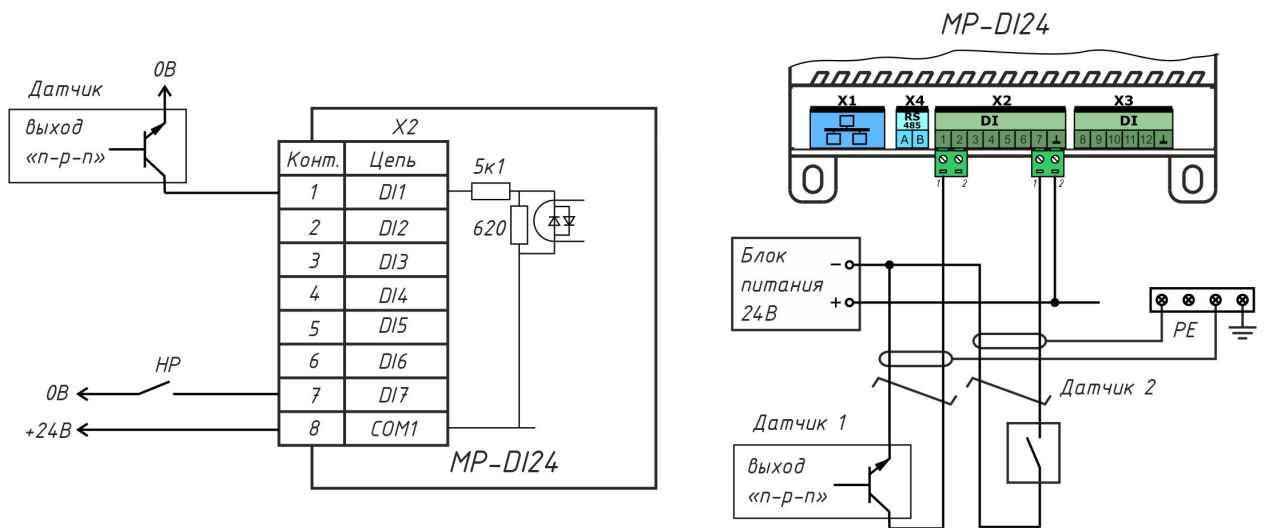 Датчик
0В
выход
«n-p-n»
X2
Конт. Цепь
1 DI1
2 DI2
3 DI3
4 DI4
5 DI5
6 DI6
7 DI7
8 COM1
5к1
620
НР
0В
+24В
MP-DI24
MP-DI24
X1 X4 X2 X3
RS
485
DI DI
A B 1 2 3 4 5 6 7 ⊥ 8 9 10 11 12 ⊥
1 2 1 2
Блок
питания
24В
-
+
PE
Датчик 2
Датчик 1
выход
«n-p-n»